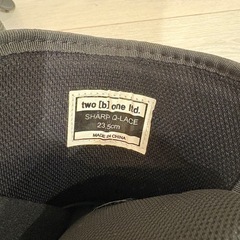 two [b] one ltd.
SHARP Q-LACE
23.5cm
MADE IN CHINA